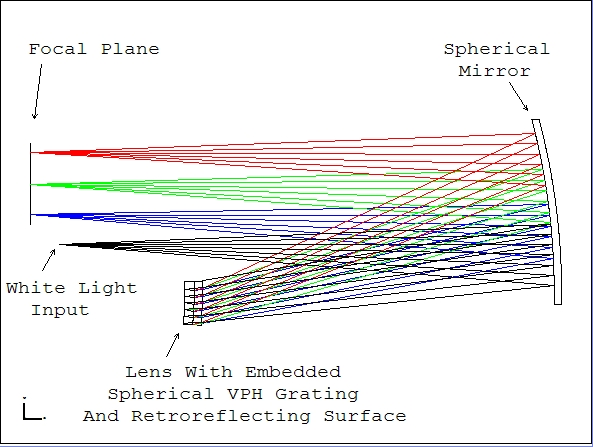 Focal Plane
Spherical
Mirror
White Light
Input
Lens With Embedded
Spherical VPH Grating
And Retroreflecting Surface